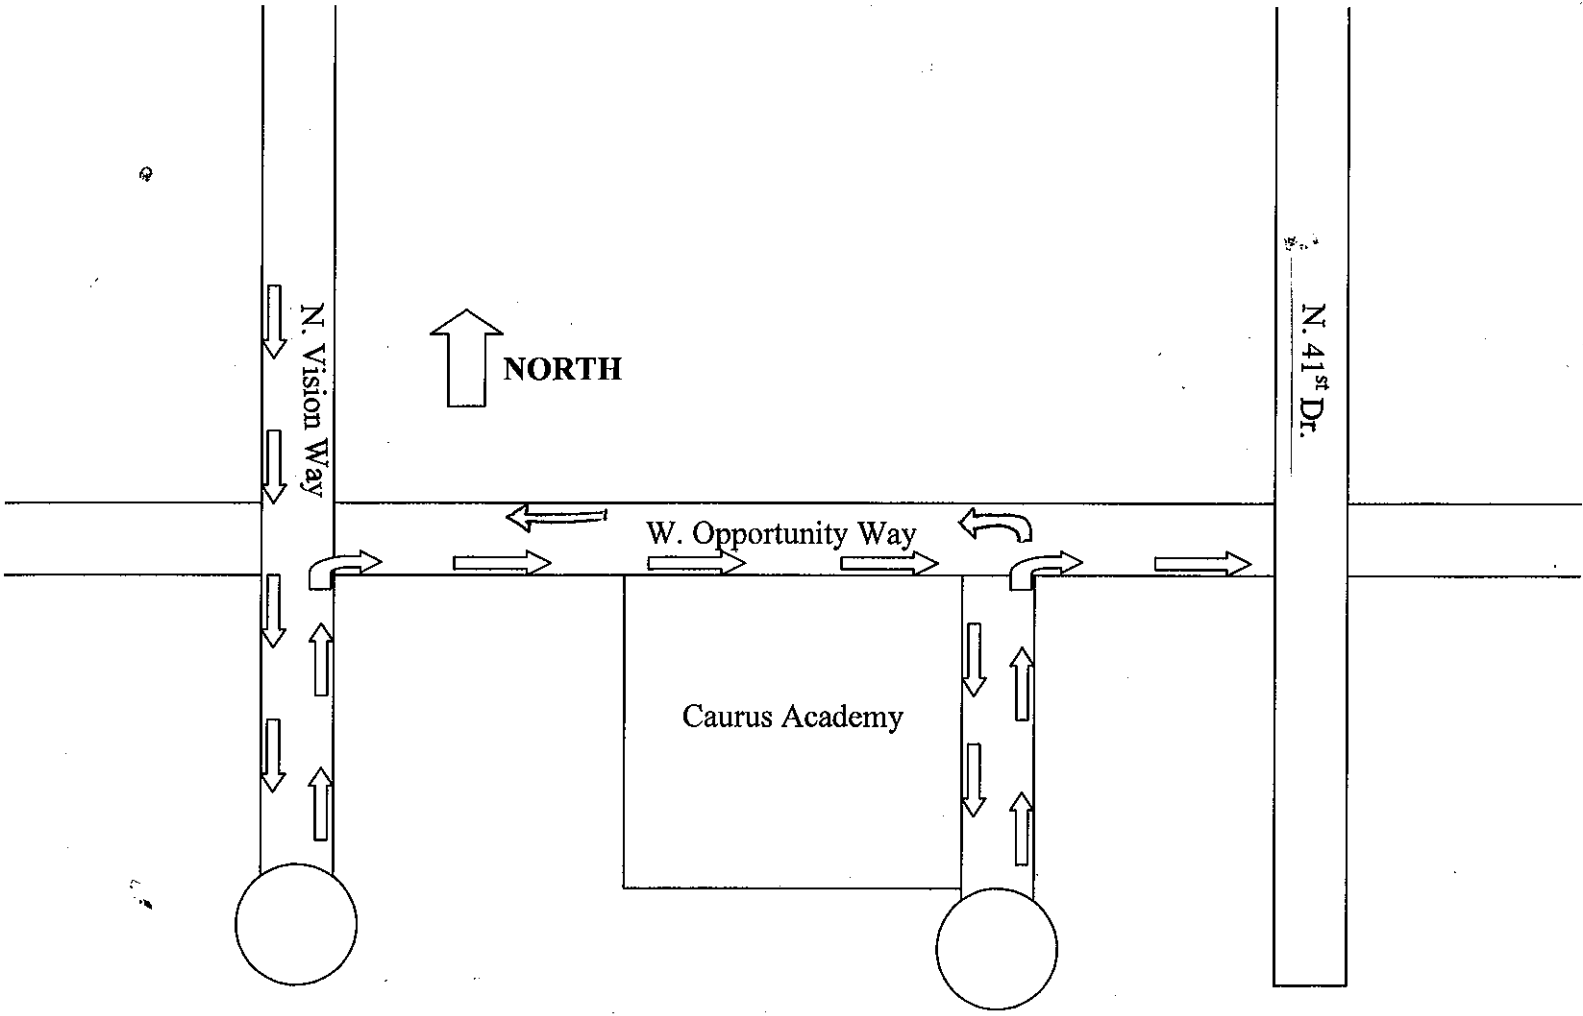 N. Vision Way
NORTH
N. 41st Dr.
W. Opportunity Way
Caurus Academy